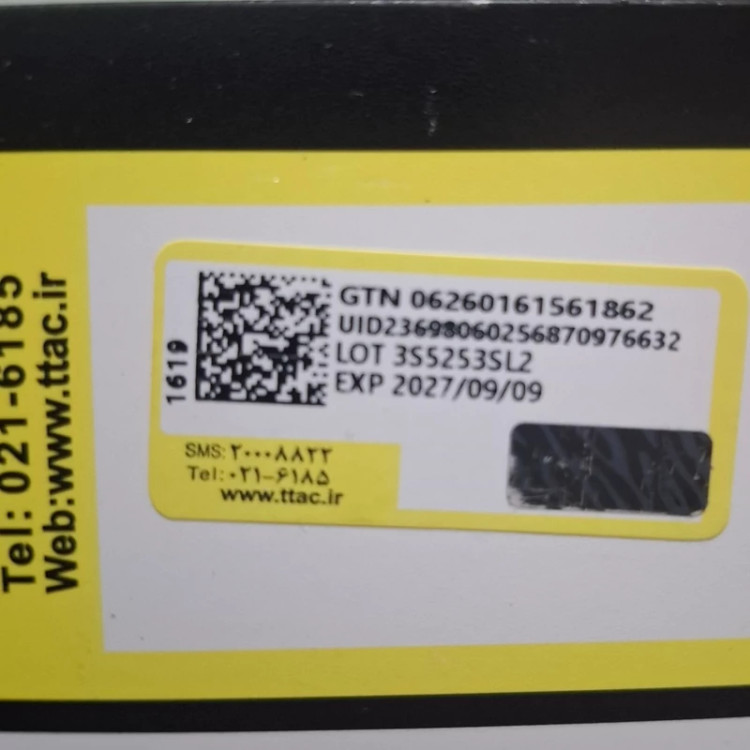 Tel: 021-6185
Web:www.ttac.ir
1619
GTN 06260161561862
UID23698060256870976632
LOT 3S5253SL2
EXP 2027/09/09
SMS: ۲۰۰۰۸۸۲۲
Tel: ۰۲۱-۶۱۸۵
www.ttac.ir